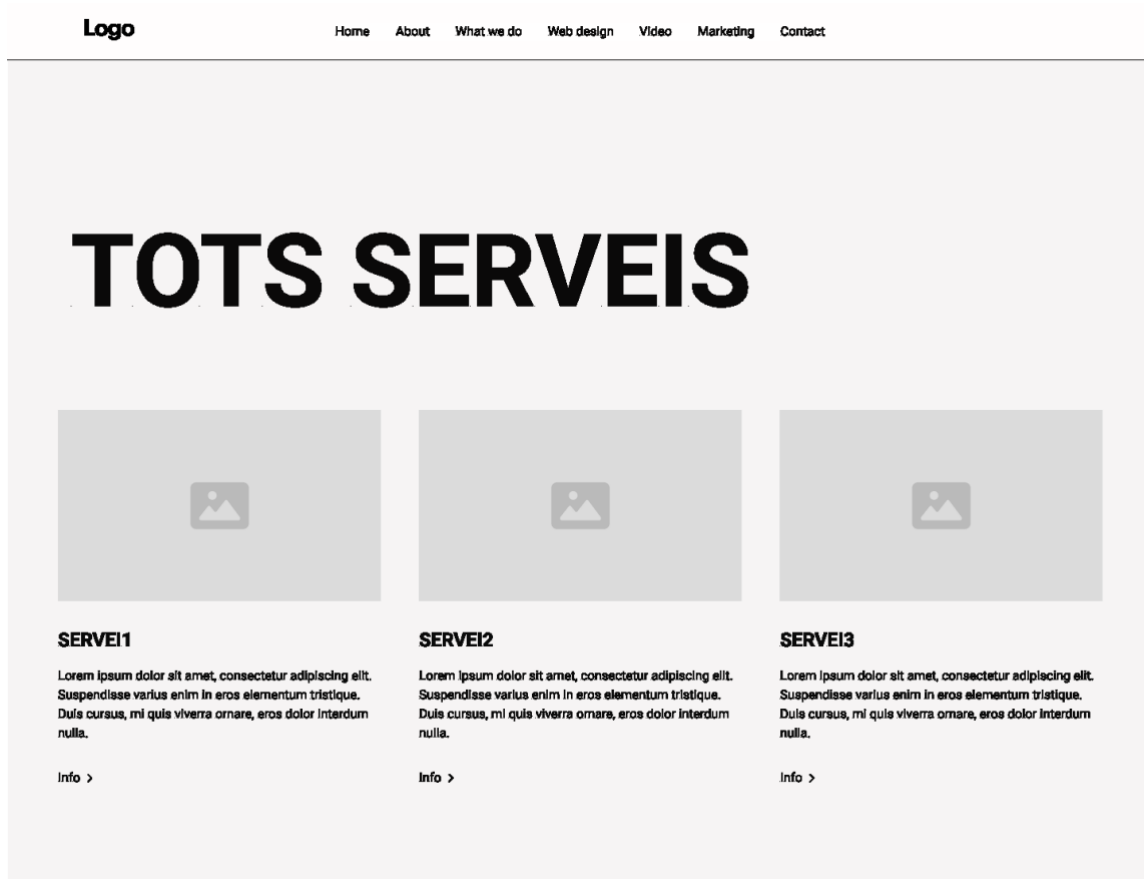 Logo
Home About What we do Web design Video Marketing Contact
TOTS SERVEIS
SERVEI1
Lorem ipsum dolor sit amet, consectetur adipiscing elit.
Suspendisse varius enim in eros elementum tristique.
Duis cursus, mi quis viverra ornare, eros dolor interdum
nulla.
Info >
SERVEI2
Lorem ipsum dolor sit amet, consectetur adipiscing elit.
Suspendisse varius enim in eros elementum tristique.
Duis cursus, mi quis viverra ornare, eros dolor interdum
nulla.
Info >
SERVEI3
Lorem ipsum dolor sit amet, consectetur adipiscing elit.
Suspendisse varius enim in eros elementum tristique.
Duis cursus, mi quis viverra ornare, eros dolor interdum
nulla.
Info >